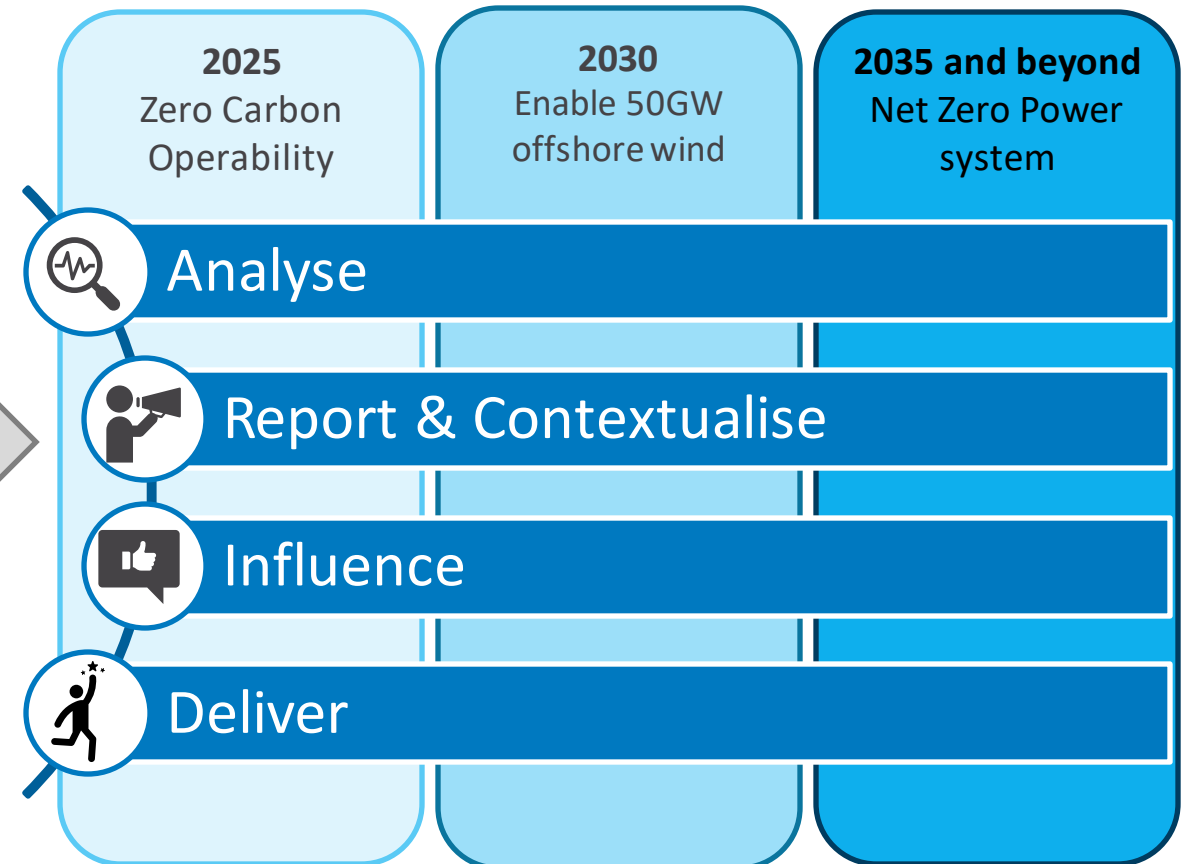 2025
Zero Carbon
Operability
2030
Enable 50GW
offshore wind
2035 and beyond
Net Zero Power
system
Analyse
Report & Contextualise
Influence
Deliver